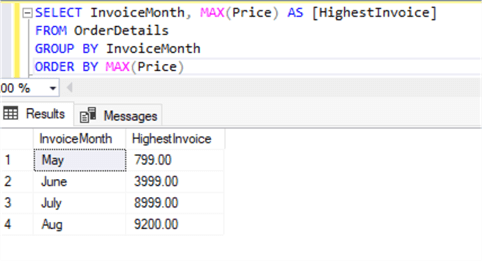 SELECT InvoiceMonth, MAX(Price) AS [HighestInvoice]
FROM OrderDetails
GROUP BY InvoiceMonth
ORDER BY MAX(Price)
00 %
Results Messages
InvoiceMonth HighestInvoice
1 May 799.00
2 June 3999.00
3 July 8999.00
4 Aug 9200.00